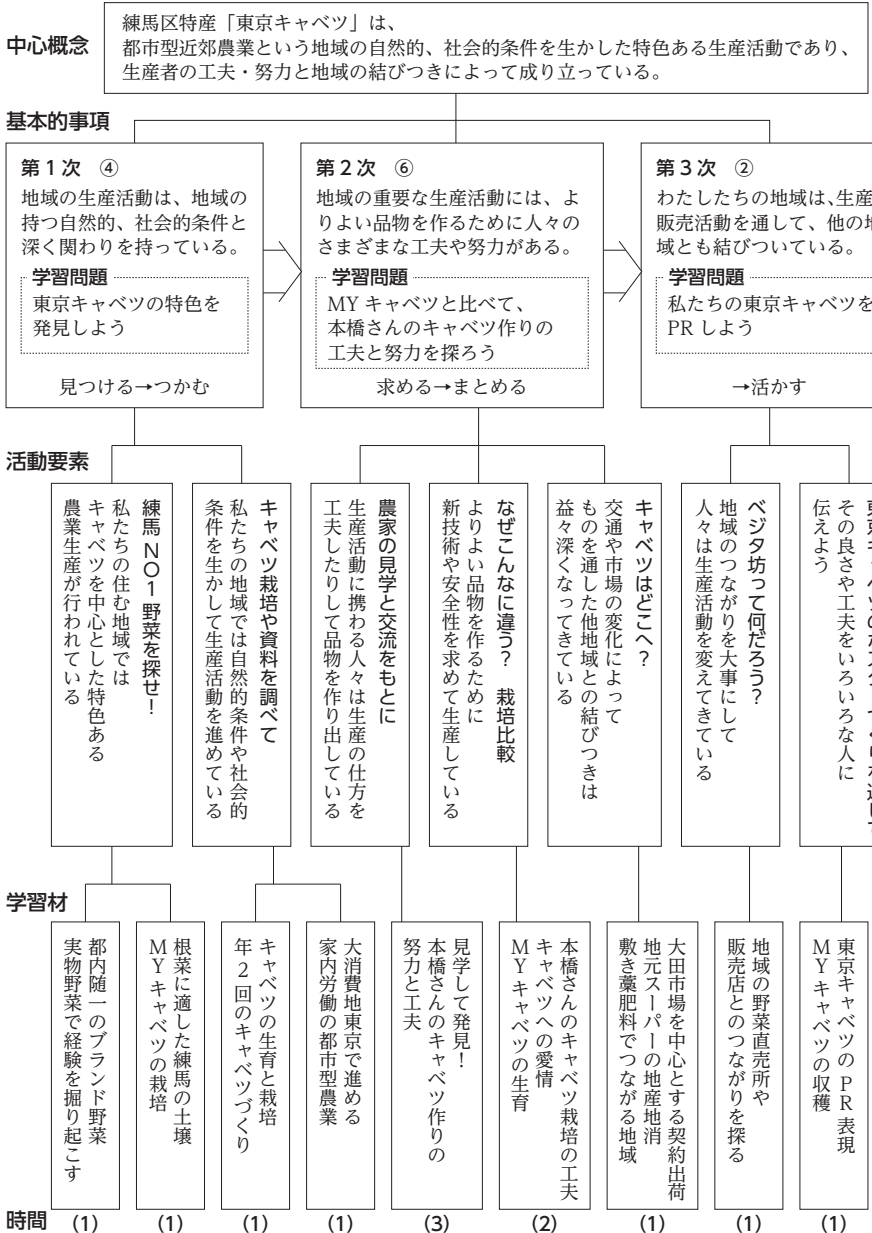 中心概念
練馬区特産「東京キャベツ」は、
都市型近郊農業という地域の自然的、社会的条件を生かした特色ある生産活動であり、
生産者の工夫・努力と地域の結びつきによって成り立っている。
基本的事項
第1次 ④
地域の生産活動は、地域の
持つ自然的、社会的条件と
深く関わりを持っている。
学習問題
東京キャベツの特色を
発見しよう
見つける→つかむ
第2次 ⑥
地域の重要な生産活動には、よ
りよい品物を作るために人々の
さまざまな工夫や努力がある。
学習問題
MY キャベツと比べて、
本橋さんのキャベツ作りの
工夫と努力を探ろう
求める→まとめる
第3次 ②
わたしたちの地域は、生産
販売活動を通して、他の地
域とも結びついている。
学習問題
私たちの東京キャベツを
PR しよう
→活かす
活動要素
練馬 NO1 野菜を探せ！
私たちの住む地域では
キャベツを中心とした特色ある
農業生産が行われている
キャベツ栽培や資料を調べて
私たちの地域では自然的条件や社会的
条件を生かして生産活動を進めている
農家の見学と交流をもとに
生産活動に携わる人々は生産の仕方を
工夫したりして品物を作り出している
なぜこんなに違う？ 栽培比較
よりよい品物を作るために
新技術や安全性を求めて生産している
キャベツはどこへ？
交通や市場の変化によって
ものを通した他地域との結びつきは
益々深くなってきている
ベジタ坊って何だろう？
地域のつながりを大事にして
人々は生産活動を変えてきている
その良さや工夫をいろいろな人に
伝えよう
学習材
都内随一のブランド野菜
実物野菜で経験を掘り起こす
根菜に適した練馬の土壌
MY キャベツの栽培
キャベツの生育と栽培
年2回のキャベツづくり
大消費地東京で進める
家内労働の都市型農業
見学して発見！
本橋さんのキャベツ作りの
努力と工夫
本橋さんのキャベツ栽培の工夫
キャベツへの愛情
MY キャベツの生育
大田市場を中心とする契約出荷
地元スーパーの地産地消
敷き藁肥料でつながる地域
地域の野菜直売所や
販売店とのつながりを探る
東京キャベツの PR 表現
MY キャベツの収穫
時間
(1)
(1)
(1)
(1)
(3)
(2)
(1)
(1)
(1)